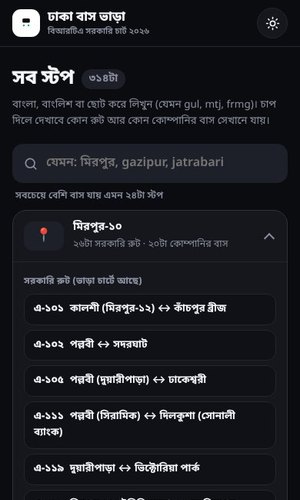 ঢাকা বাস ভাড়া
বিআরটিএ সরকারি চার্ট ২০২৬
সব স্টপ ৩১৪টা
বাংলা, বাংলিশ বা ছোট করে লিখুন (যেমন gul, mtj, frmg)। চাপ
দিলে দেখাবে কোন রুট আর কোন কোম্পানির বাস সেখানে যায়।
যেমন: মিরপুর, gazipur, jatrabari
সবচেয়ে বেশি বাস যায় এমন ২৪টা স্টপ
মিরপুর-১০
২৬টা সরকারি রুট · ২০টা কোম্পানির বাস
সরকারি রুট (ভাড়া চার্টে আছে)
এ-১০১ কালশী (মিরপুর-১২) ↔ কাঁচপুর ব্রীজ
এ-১০২ পল্লবী ↔ সদরঘাট
এ-১০৫ পল্লবী (দুয়ারীপাড়া) ↔ ঢাকেশ্বরী
এ-১১১ পল্লবী (সিরামিক) ↔ দিলকুশা (সোনালী
ব্যাংক)
এ-১১৯ দুয়ারীপাড়া ↔ ভিক্টোরিয়া পার্ক